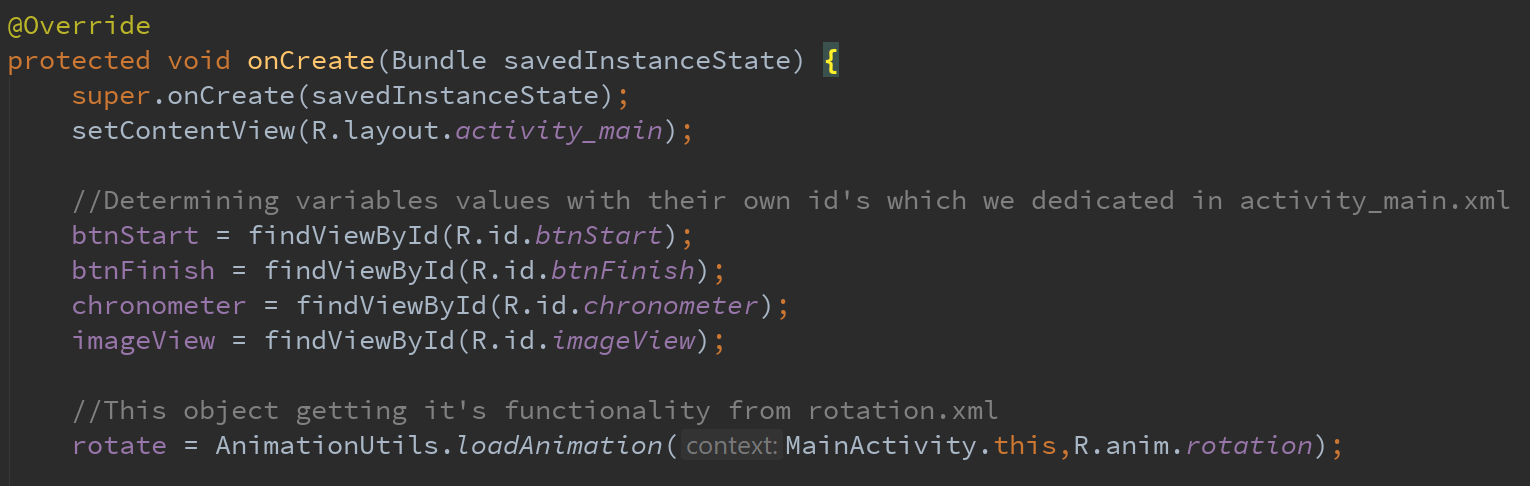 @Override
protected void onCreate(Bundle savedInstanceState) {
    super.onCreate(savedInstanceState);
    setContentView(R.layout.activity_main);

    //Determining variables values with their own id's which we dedicated in activity_main.xml
    btnStart = findViewById(R.id.btnStart);
    btnFinish = findViewById(R.id.btnFinish);
    chronometer = findViewById(R.id.chronometer);
    imageView = findViewById(R.id.imageView);

    //This object getting it's functionality from rotation.xml
    rotate = AnimationUtils.loadAnimation( context: MainActivity.this,R.anim.rotation);